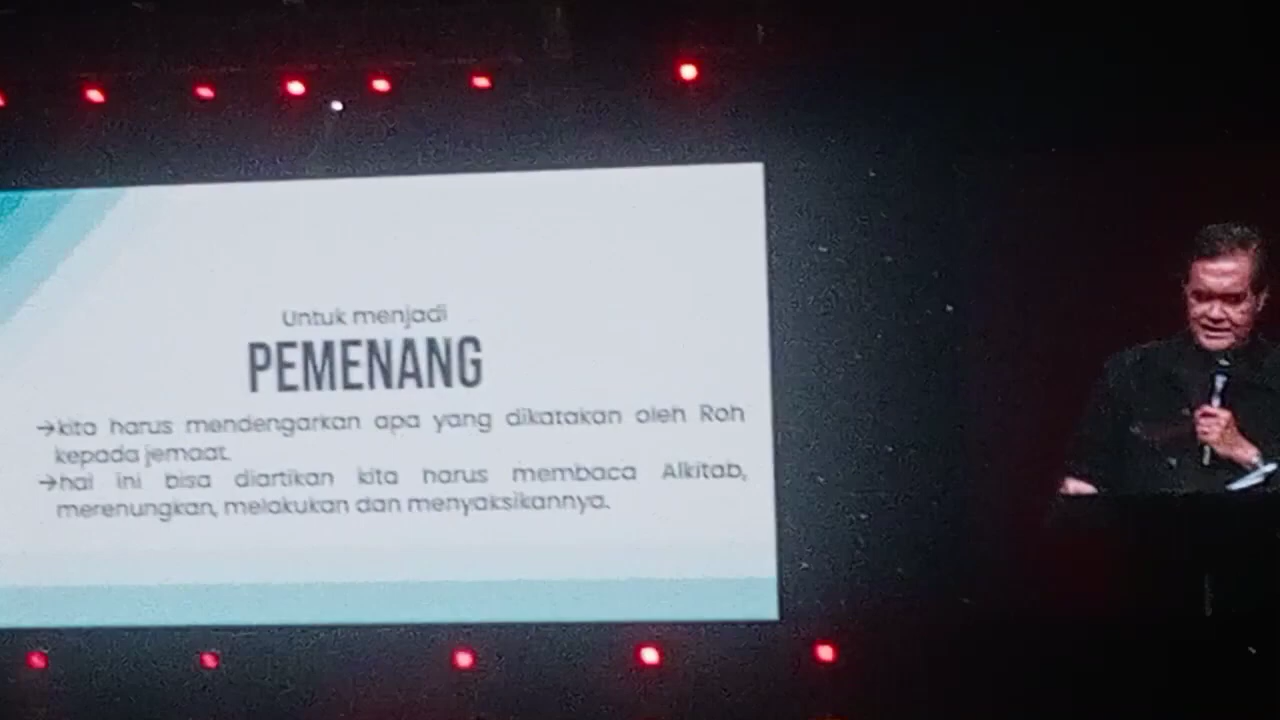 Untuk menjadi
PEMENANG
→kita harus mendengarkan apa yang dikatakan oleh Roh
kepada jemaat.
→hal ini bisa diartikan kita harus membaca Alkitab,
merenungkan, melakukan dan menyaksikannya.